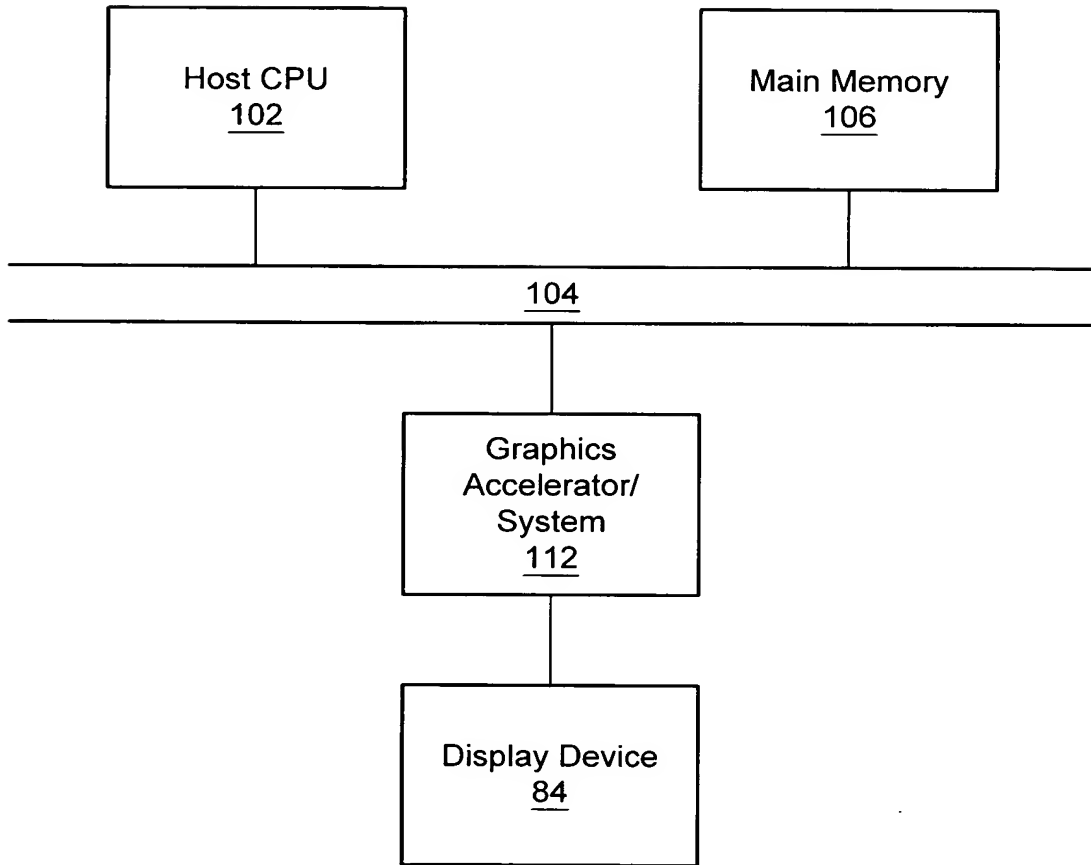 Host CPU
102
Main Memory
106
104
Graphics
Accelerator/
System
112
Display Device
84